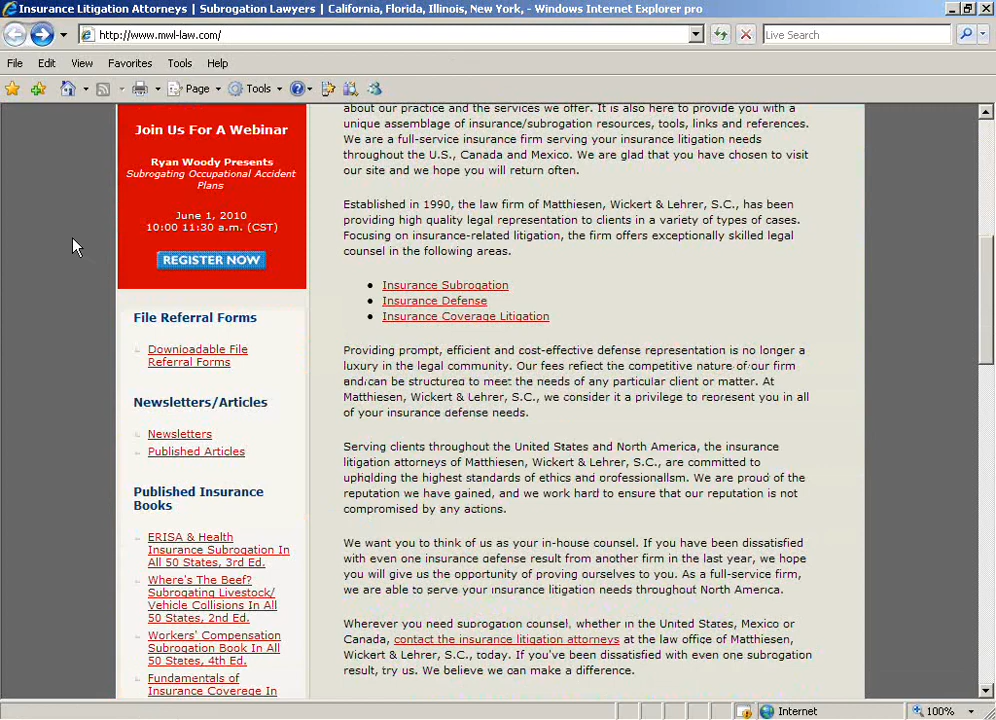 Insurance Litigation Attorneys | Subrogation Lawyers | California, Florida, Illinois, New York, - Windows Internet Explorer pro
http://www.mwl-law.com/
Live Search
File Edit View Favorites Tools Help
Page Tools
Join Us For A Webinar
Ryan Woody Presents
Subrogating Occupational Accident
Plans
June 1, 2010
10:00 11:30 a.m. (CST)
REGISTER NOW
File Referral Forms
Downloadable File
Referral Forms
Newsletters/Articles
Newsletters
Published Articles
Published Insurance
Books
ERISA & Health
Insurance Subrogation In
All 50 States, 3rd Ed.
Where's The Beef?
Subrogating Livestock/
Vehicle Collisions In All
50 States, 2nd Ed.
Workers' Compensation
Subrogation Book In All
50 States, 4th Ed.
Fundamentals of
Insurance Coverage In
about our practice and the services we offer. It is also here to provide you with a
unique assemblage of insurance/subrogation resources, tools, links and references.
We are a full-service insurance firm serving your insurance litigation needs
throughout the U.S., Canada and Mexico. We are glad that you have chosen to visit
our site and we hope you will return often.
Established in 1990, the law firm of Matthiesen, Wickert & Lehrer, S.C., has been
providing high quality legal representation to clients in a variety of types of cases.
Focusing on insurance-related litigation, the firm offers exceptionally skilled legal
counsel in the following areas.
Insurance Subrogation
Insurance Defense
Insurance Coverage Litigation
Providing prompt, efficient and cost-effective defense representation is no longer a
luxury in the legal community. Our fees reflect the competitive nature of our firm
and can be structured to meet the needs of any particular client or matter. At
Matthiesen, Wickert & Lehrer, S.C., we consider it a privilege to represent you in all
of your insurance defense needs.
Serving clients throughout the United States and North America, the insurance
litigation attorneys of Matthiesen, Wickert & Lehrer, S.C., are committed to
upholding the highest standards of ethics and professionalism. We are proud of the
reputation we have gained, and we work hard to ensure that our reputation is not
compromised by any actions.
We want you to think of us as your in-house counsel. If you have been dissatisfied
with even one insurance defense result from another firm in the last year, we hope
you will give us the opportunity of proving ourselves to you. As a full-service firm,
we are able to serve your insurance litigation needs throughout North America.
Wherever you need subrogation counsel, whether in the United States, Mexico or
Canada, contact the insurance litigation attorneys at the law office of Matthiesen,
Wickert & Lehrer, S.C., today. If you've been dissatisfied with even one subrogation
result, try us. We believe we can make a difference.
Internet 100%